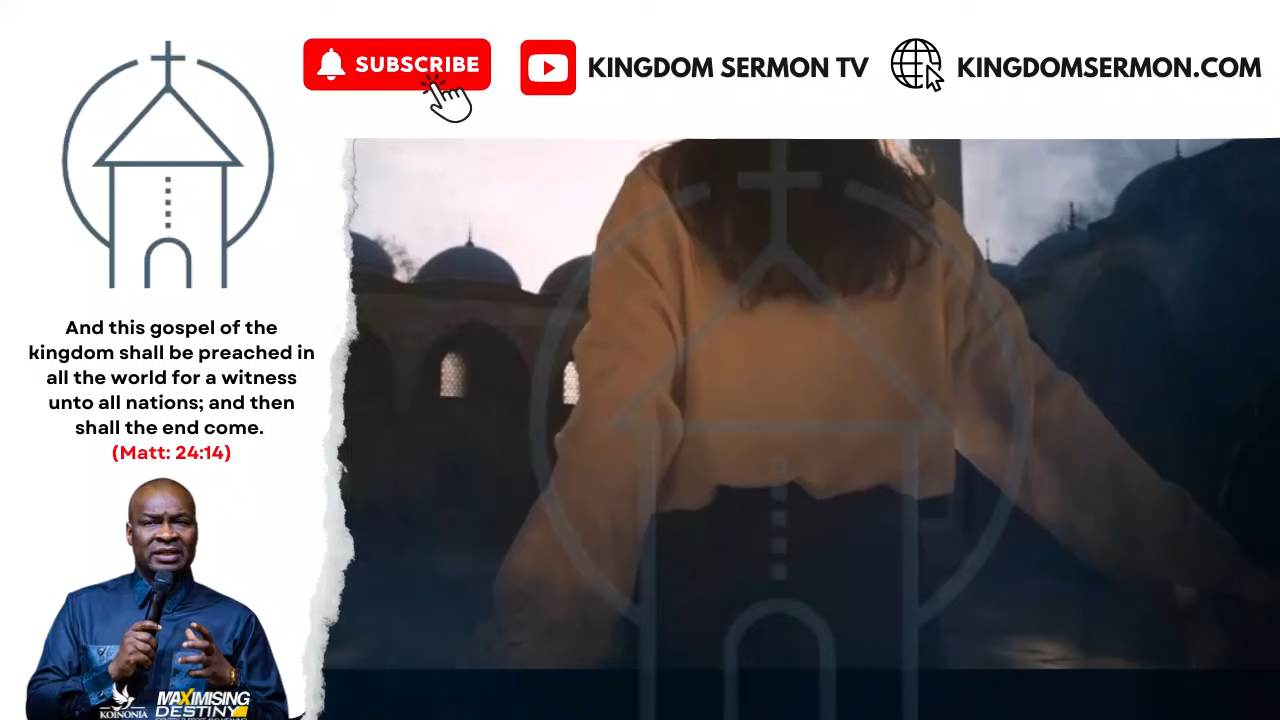 SUBSCRIBE
KINGDOM SERMON TV
KINGDOMSERMON.COM
And this gospel of the
kingdom shall be preached in
all the world for a witness
unto all nations; and then
shall the end come.
(Matt: 24:14)
KOINONIA
MAXIMISING
DESTINY